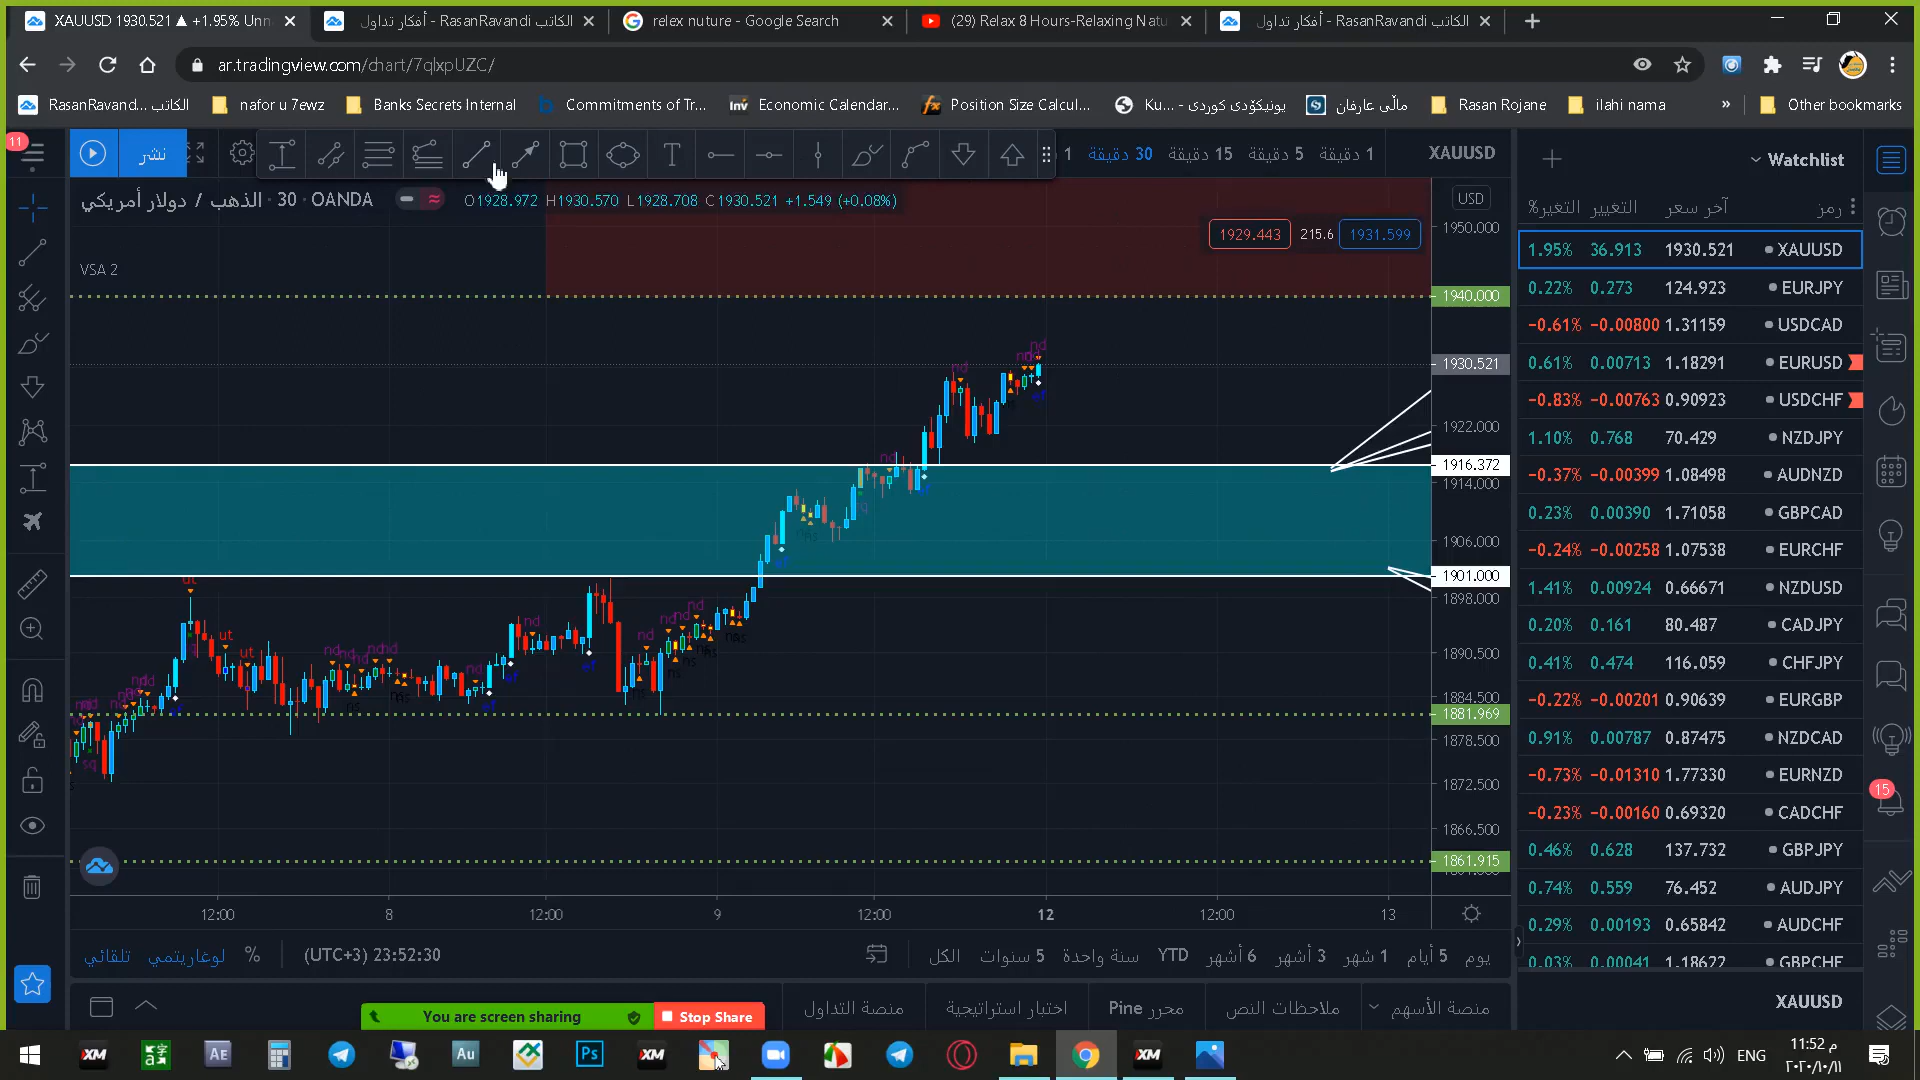 XAUUSD 1930.521 ▲ +1.95% Unn
أفكار تداول - RasanRavandi الكاتب
relex nuture - Google Search
(29) Relax 8 Hours-Relaxing Natu
أفكار تداول - RasanRavandi الكاتب
ar.tradingview.com/chart/7qlxpUZC/
RasanRavand... الكاتب
nafor u 7ewz
Banks Secrets Internal
Commitments of Tr...
Economic Calendar...
Position Size Calcul...
Ku... - یونیکۆدی کوردی
ماڵی عارفان
Rasan Rojane
ilahi nama
Other bookmarks
11
نشر
1
30 دقيقة
15 دقيقة
5 دقيقة
1 دقيقة
XAUUSD
الذهب / دولار أمريكي · 30 · OANDA
O1928.972 H1930.570 L1928.708 C1930.521 +1.549 (+0.08%)
1929.443 215.6 1931.599
VSA 2
USD
1950.000
1940.000
1930.521
1922.000
1916.372
1914.000
1906.000
1901.000
1898.000
1890.500
1884.500
1881.969
1878.500
1872.500
1866.500
1861.915
12:00 8 12:00 9 12:00 12 12:00 13
تلقائي لوغاريتمي % (UTC+3) 23:52:30
الكل 5 سنوات سنة واحدة YTD 6 أشهر 3 أشهر 1 شهر 5 أيام يوم
منصة التداول اختبار استراتيجية محرر Pine ملاحظات النص منصة الأسهم
You are screen sharing Stop Share
Watchlist
رمز آخر سعر التغيير التغير%
1.95% 36.913 1930.521 XAUUSD
0.22% 0.273 124.923 EURJPY
−0.61% −0.00800 1.31159 USDCAD
0.61% 0.00713 1.18291 EURUSD
−0.83% −0.00763 0.90923 USDCHF
1.10% 0.768 70.429 NZDJPY
−0.37% −0.00399 1.08498 AUDNZD
0.23% 0.00390 1.71058 GBPCAD
−0.24% −0.00258 1.07538 EURCHF
1.41% 0.00924 0.66671 NZDUSD
0.20% 0.161 80.487 CADJPY
0.41% 0.474 116.059 CHFJPY
−0.22% −0.00201 0.90639 EURGBP
0.91% 0.00787 0.87475 NZDCAD
−0.73% −0.01310 1.77330 EURNZD
−0.23% −0.00160 0.69320 CADCHF
0.46% 0.628 137.732 GBPJPY
0.74% 0.559 76.452 AUDJPY
0.29% 0.00193 0.65842 AUDCHF
0.03% 0.00041 1.18622 GBPCHF
XAUUSD
15
ENG
11:52 م
٢٠٢٠/١٠/١١